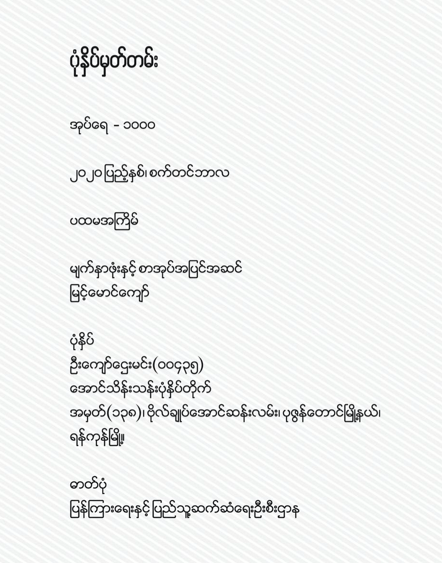 ပုံနှိပ်မှတ်တမ်း
အုပ်ရေ - ၁၀၀၀
၂၀၂၀ပြည့်နှစ်၊ စက်တင်ဘာလ
ပထမအကြိမ်
မျက်နှာဖုံးနှင့် စာအုပ်အပြင်အဆင်
မြင့်မောင်ကျော်
ပုံနှိပ်
ဦးကျော်ဌေးမင်း(၀၀၄၃၅)
အောင်သိန်းသန်းပုံနှိပ်တိုက်
အမှတ်(၁၃၈)၊ ဗိုလ်ချုပ်အောင်ဆန်းလမ်း၊ ပုဇွန်တောင်မြို့နယ်၊
ရန်ကုန်မြို့။
ဓာတ်ပုံ
ပြန်ကြားရေးနှင့် ပြည်သူ့ဆက်ဆံရေးဦးစီးဌာန